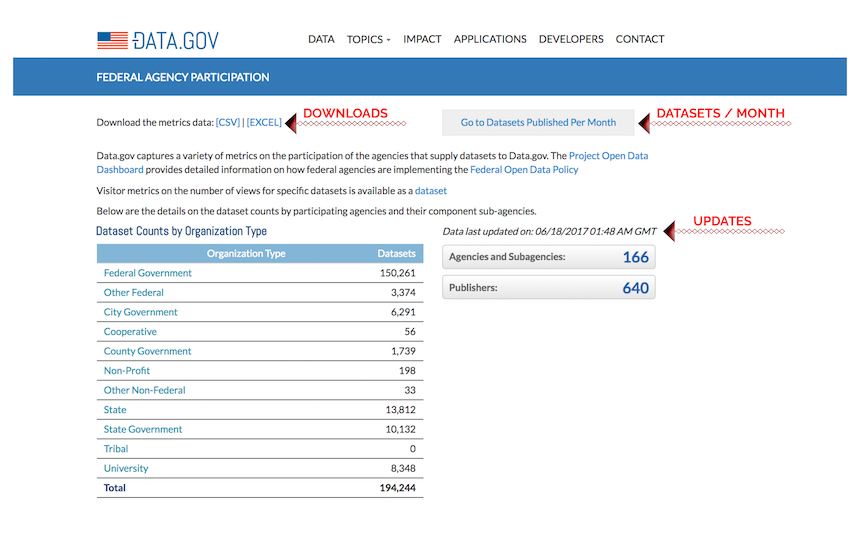 DATA.GOV
DATA TOPICS IMPACT APPLICATIONS DEVELOPERS CONTACT
FEDERAL AGENCY PARTICIPATION
Download the metrics data: [CSV] | [EXCEL]
DOWNLOADS
Go to Datasets Published Per Month
DATASETS / MONTH
Data.gov captures a variety of metrics on the participation of the agencies that supply datasets to Data.gov. The Project Open Data
Dashboard provides detailed information on how federal agencies are implementing the Federal Open Data Policy
Visitor metrics on the number of views for specific datasets is available as a dataset
Below are the details on the dataset counts by participating agencies and their component sub-agencies.
Dataset Counts by Organization Type
Organization Type Datasets
Federal Government 150,261
Other Federal 3,374
City Government 6,291
Cooperative 56
County Government 1,739
Non-Profit 198
Other Non-Federal 33
State 13,812
State Government 10,132
Tribal 0
University 8,348
Total 194,244
Data last updated on: 06/18/2017 01:48 AM GMT
UPDATES
Agencies and Subagencies: 166
Publishers: 640